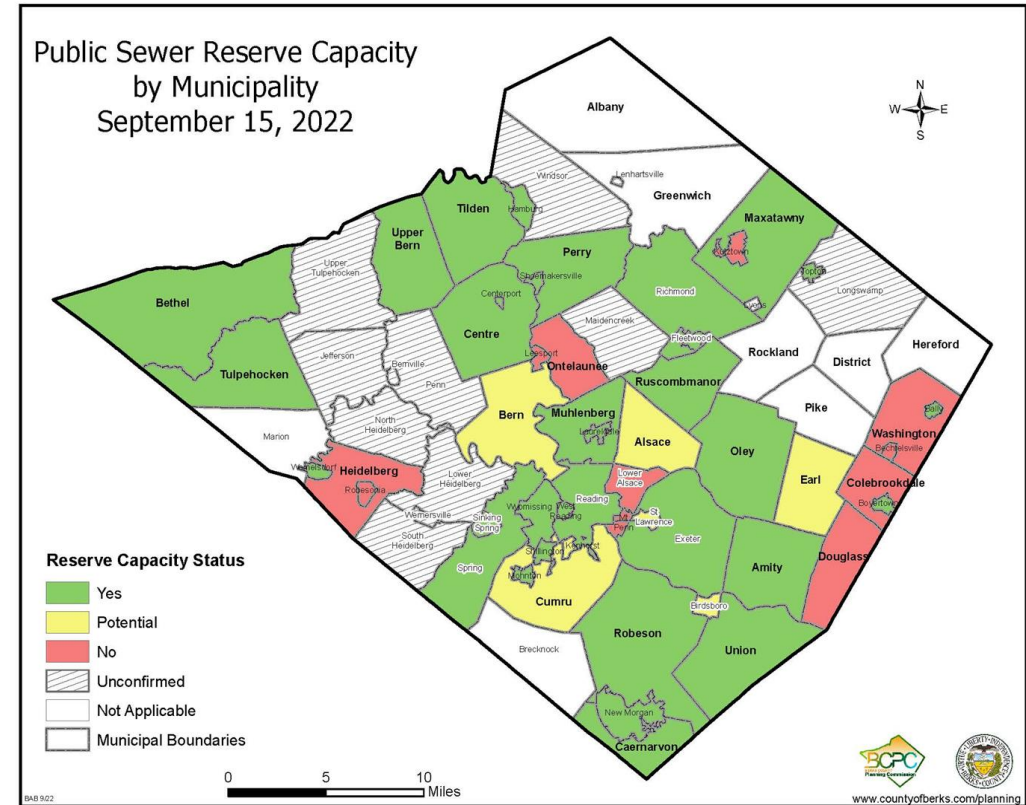 Public Sewer Reserve Capacity
by Municipality
September 15, 2022
N
W E
S
Albany
Windsor
Lenhartsville
Greenwich
Hamburg
Tilden
Maxatawny
Kutztown
Upper
Bern
Perry
Upper
Tulpehocken
Shoemakersville
Topton
Longswamp
Richmond
Centerport
Lyons
Bethel
Maidencreek
Centre
Fleetwood
Hereford
Leesport
Ontelaunee
Rockland
District
Jefferson
Bernville
Penn
Tulpehocken
Ruscombmanor
Pike
Bally
Bern
Muhlenberg
Laureldale
Alsace
Washington
Bechtelsville
North
Heidelberg
Marion
Oley
Earl
Colebrookdale
Boyertown
Womelsdorf
Heidelberg
Robesonia
Lower
Heidelberg
Lower
Alsace
Reading
Wyomissing
West
Reading
Wernersville
Sinking
Spring
Mt
Penn
St
Lawrence
Exeter
South
Heidelberg
Shillington
Kenhorst
Spring
Mohnton
Amity
Douglass
Cumru
Birdsboro
Robeson
Union
Brecknock
New Morgan
Caernarvon
Reserve Capacity Status
Yes
Potential
No
Unconfirmed
Not Applicable
Municipal Boundaries
0 5 10
Miles
BAB 9/22
BCPC
Planning Commission
www.countyofberks.com/planning